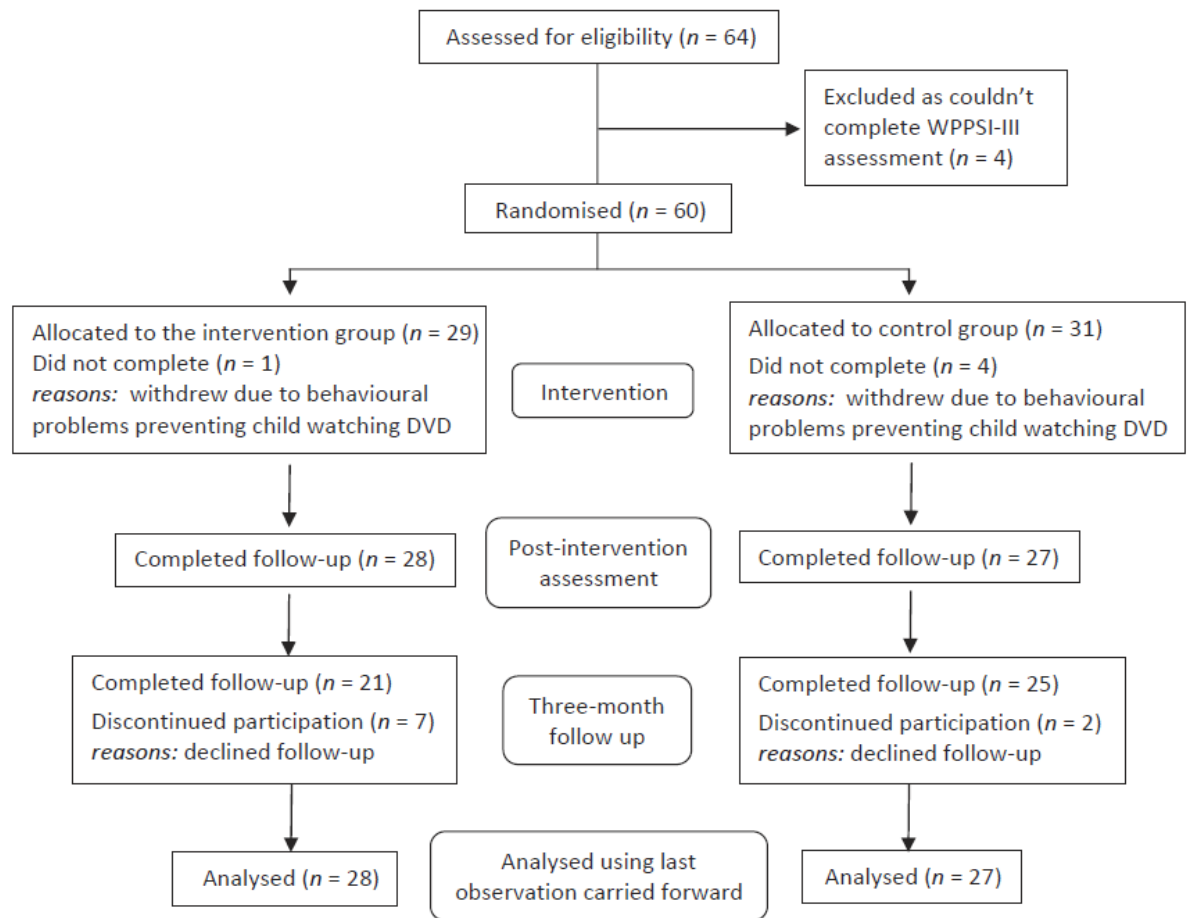 Assessed for eligibility (n = 64)
Excluded as couldn't
complete WPPSI-III
assessment (n = 4)
Randomised (n = 60)
Allocated to the intervention group (n = 29)
Did not complete (n = 1)
reasons: withdrew due to behavioural
problems preventing child watching DVD
Intervention
Allocated to control group (n = 31)
Did not complete (n = 4)
reasons: withdrew due to behavioural
problems preventing child watching DVD
Completed follow-up (n = 28)
Post-intervention
assessment
Completed follow-up (n = 27)
Completed follow-up (n = 21)
Discontinued participation (n = 7)
reasons: declined follow-up
Three-month
follow up
Completed follow-up (n = 25)
Discontinued participation (n = 2)
reasons: declined follow-up
Analysed (n = 28)
Analysed using last
observation carried forward
Analysed (n = 27)